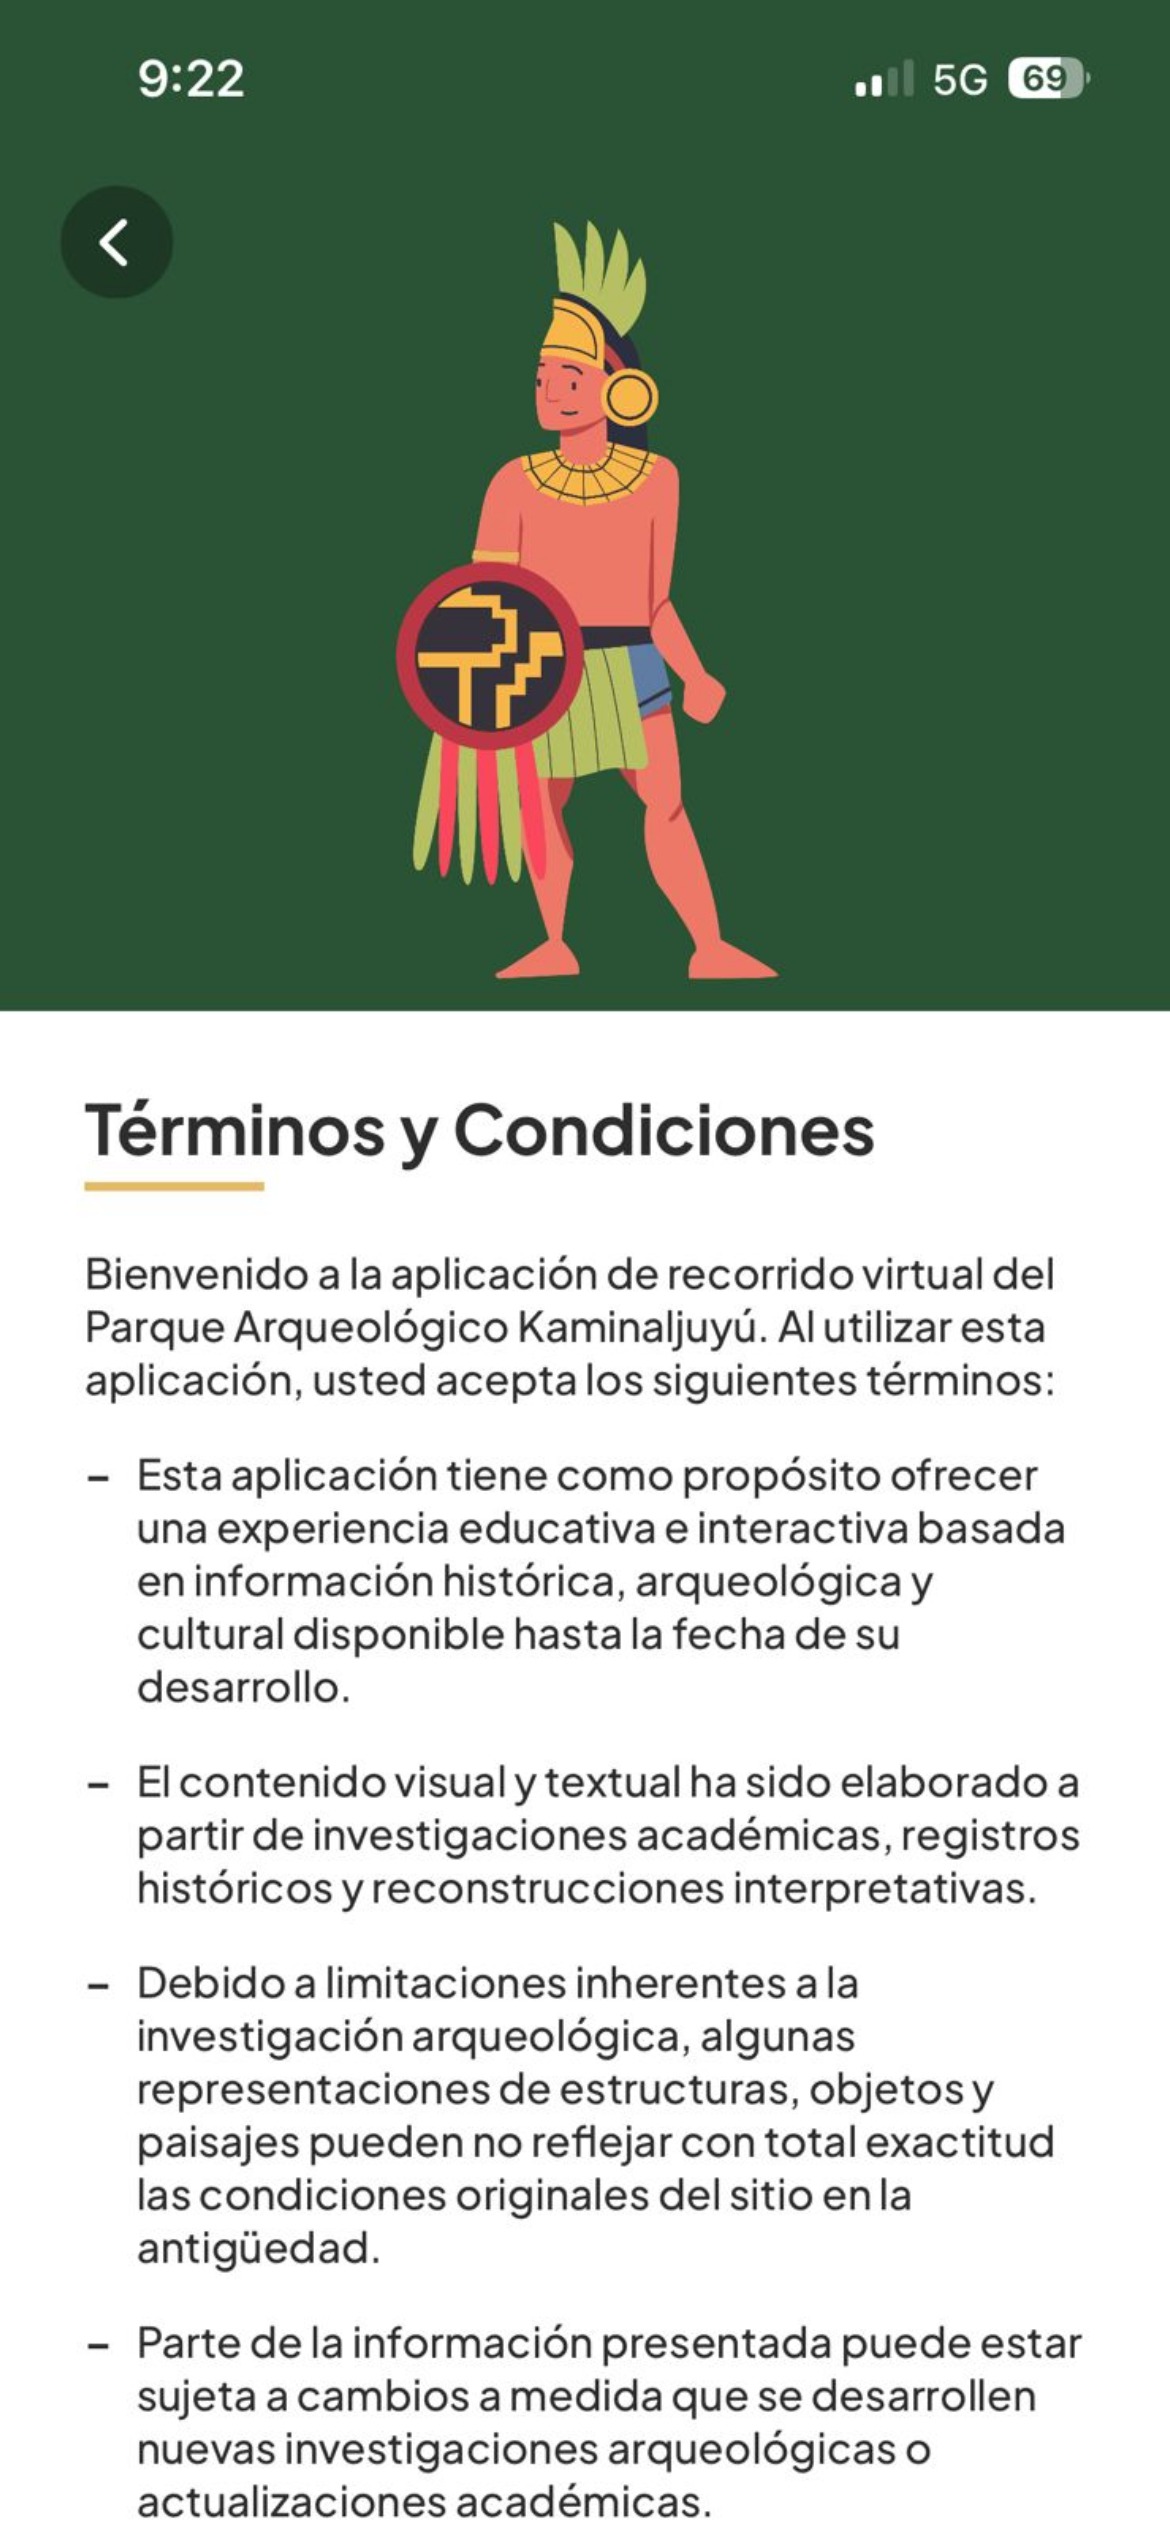 9:22
5G 69
Términos y Condiciones
Bienvenido a la aplicación de recorrido virtual del
Parque Arqueológico Kaminaljuyú. Al utilizar esta
aplicación, usted acepta los siguientes términos:
– Esta aplicación tiene como propósito ofrecer
una experiencia educativa e interactiva basada
en información histórica, arqueológica y
cultural disponible hasta la fecha de su
desarrollo.
– El contenido visual y textual ha sido elaborado a
partir de investigaciones académicas, registros
históricos y reconstrucciones interpretativas.
– Debido a limitaciones inherentes a la
investigación arqueológica, algunas
representaciones de estructuras, objetos y
paisajes pueden no reflejar con total exactitud
las condiciones originales del sitio en la
antigüedad.
– Parte de la información presentada puede estar
sujeta a cambios a medida que se desarrollen
nuevas investigaciones arqueológicas o
actualizaciones académicas.